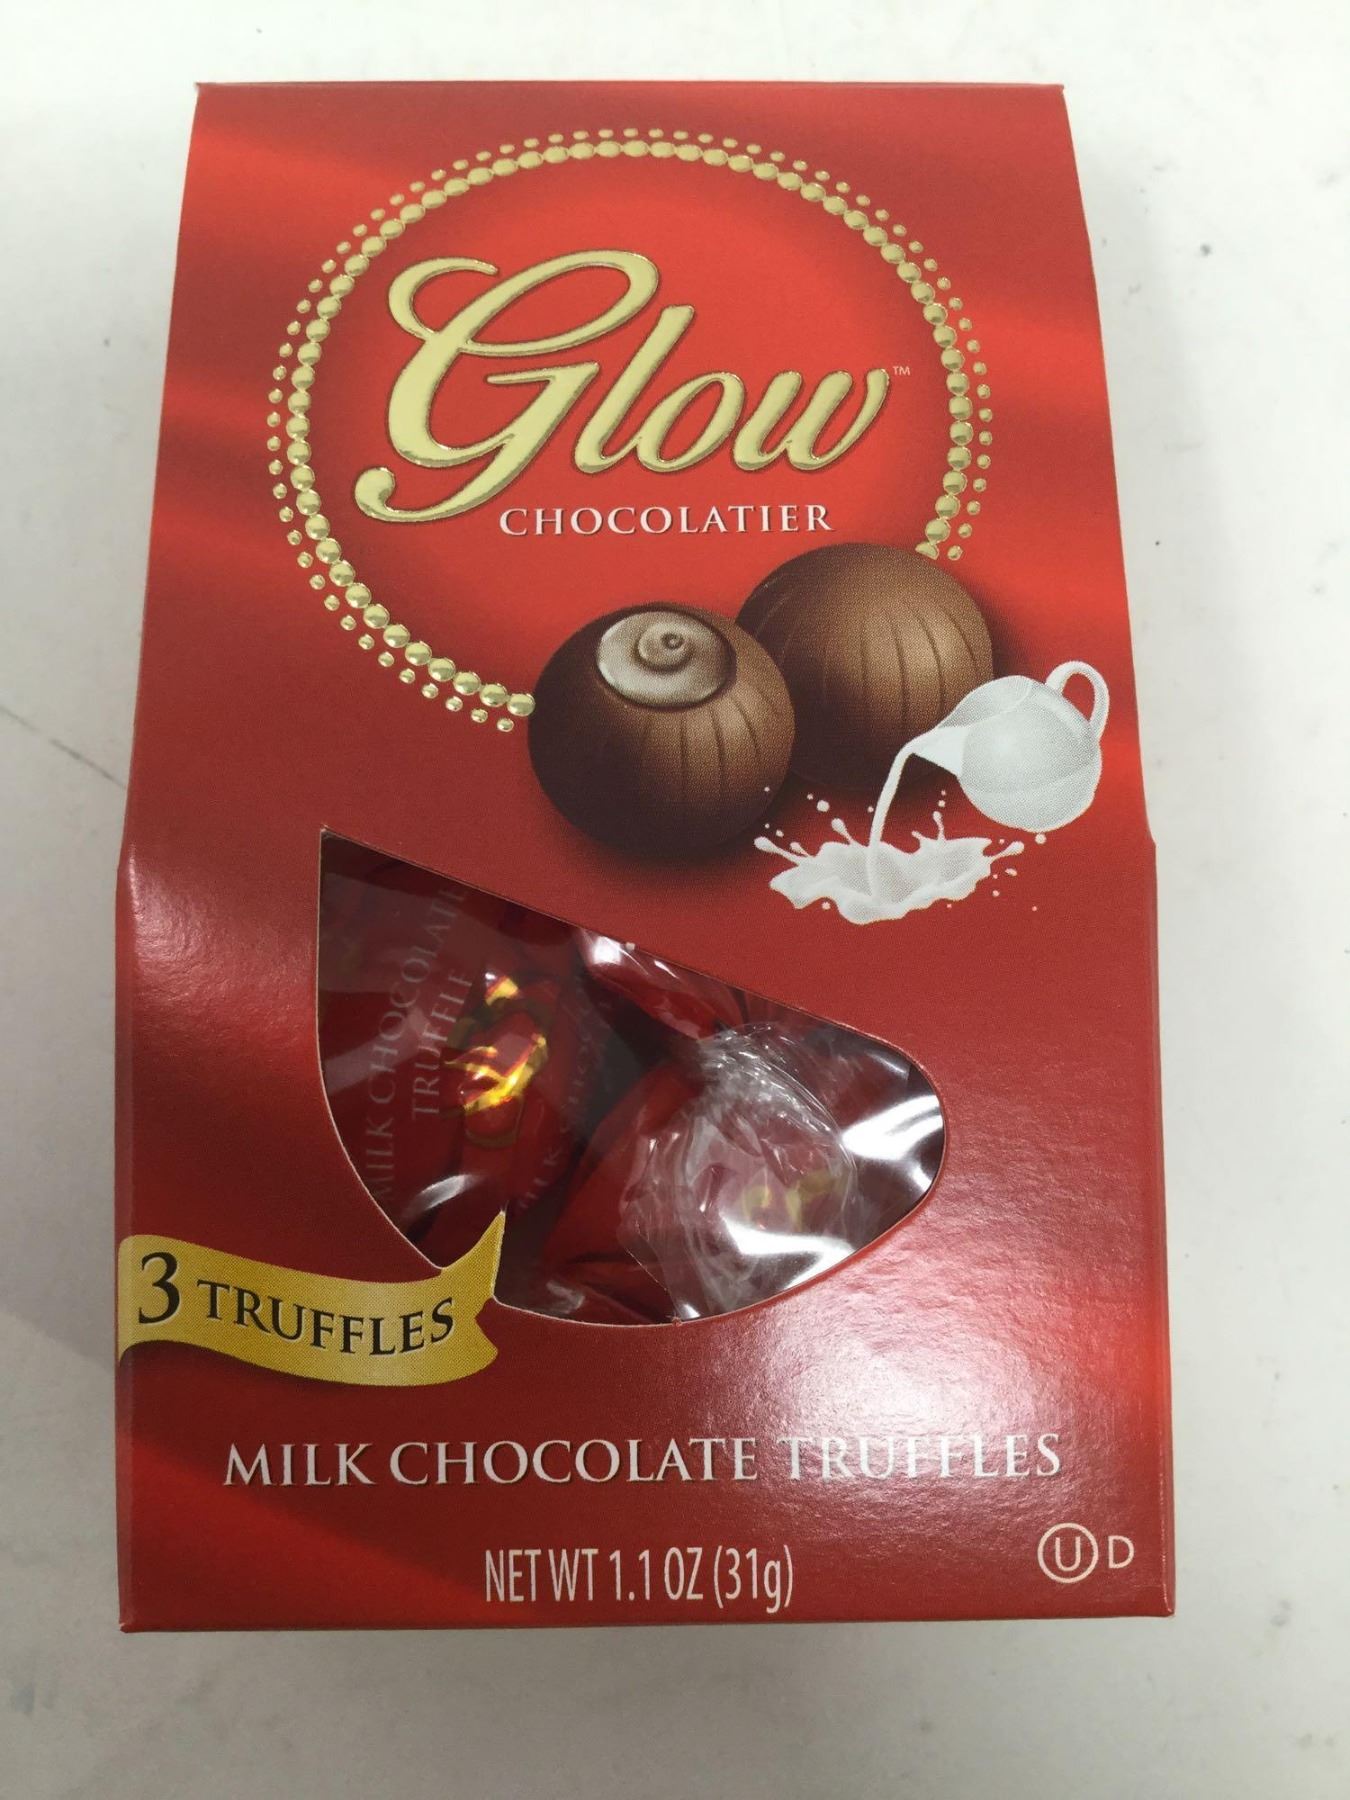 Glow™
CHOCOLATIER
MILK CHOCOLATE
TRUFFLE
3 TRUFFLES
MILK CHOCOLATE TRUFFLES
NET WT 1.1 OZ (31g)
Ⓤ D